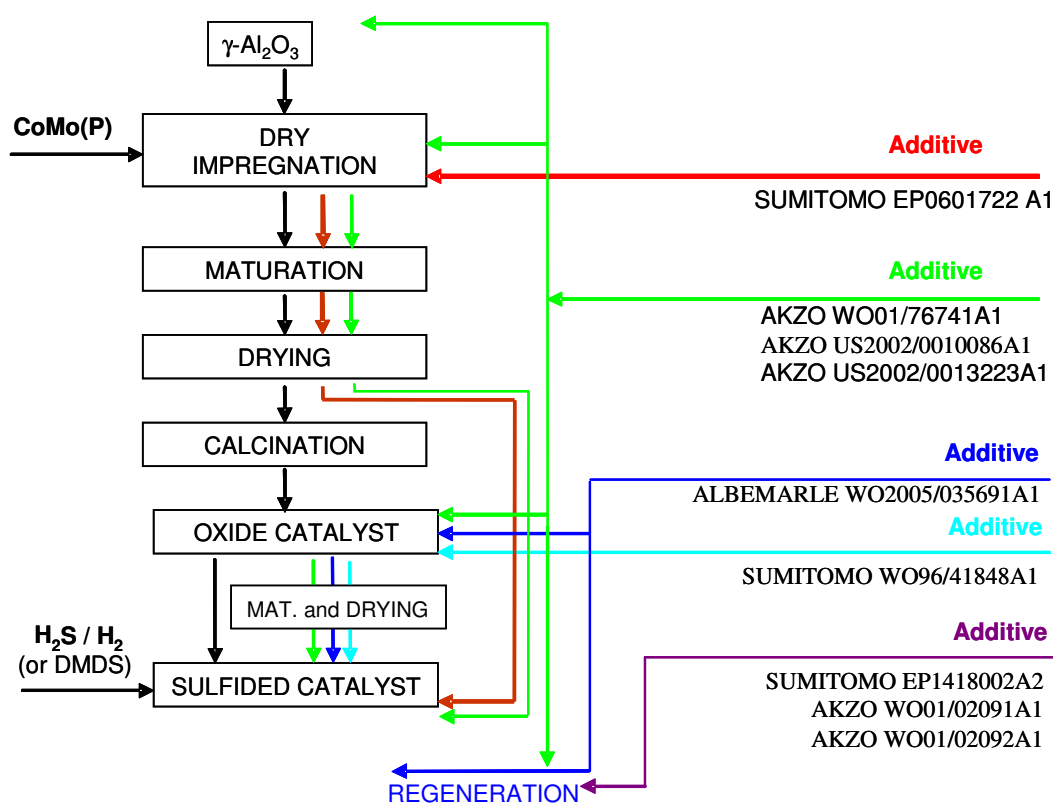 γ-Al₂O₃
CoMo(P)
DRY
IMPREGNATION
Additive
SUMITOMO EP0601722 A1
MATURATION
Additive
AKZO WO01/76741A1
AKZO US2002/0010086A1
AKZO US2002/0013223A1
DRYING
CALCINATION
Additive
ALBEMARLE WO2005/035691A1
OXIDE CATALYST
Additive
SUMITOMO WO96/41848A1
MAT. and DRYING
H₂S / H₂
(or DMDS)
SULFIDED CATALYST
Additive
SUMITOMO EP1418002A2
AKZO WO01/02091A1
AKZO WO01/02092A1
REGENERATION